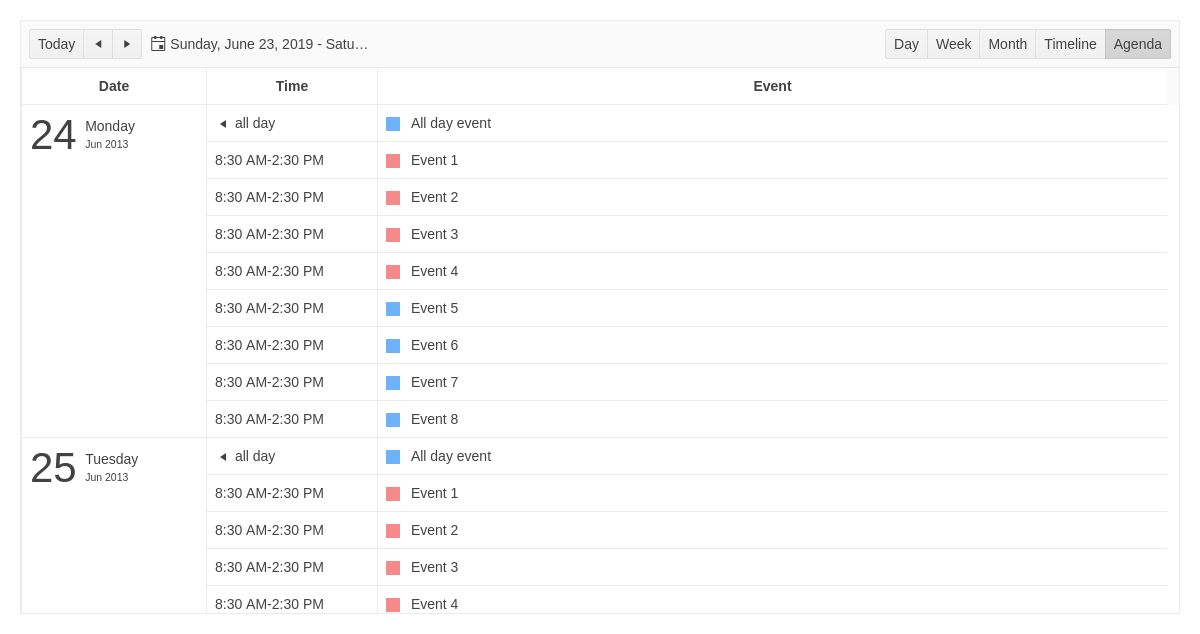 Today Sunday, June 23, 2019 - Satu… Day Week Month Timeline Agenda
Date Time Event
24 Monday all day All day event
Jun 2013
8:30 AM-2:30 PM Event 1
8:30 AM-2:30 PM Event 2
8:30 AM-2:30 PM Event 3
8:30 AM-2:30 PM Event 4
8:30 AM-2:30 PM Event 5
8:30 AM-2:30 PM Event 6
8:30 AM-2:30 PM Event 7
8:30 AM-2:30 PM Event 8
25 Tuesday all day All day event
Jun 2013
8:30 AM-2:30 PM Event 1
8:30 AM-2:30 PM Event 2
8:30 AM-2:30 PM Event 3
8:30 AM-2:30 PM Event 4